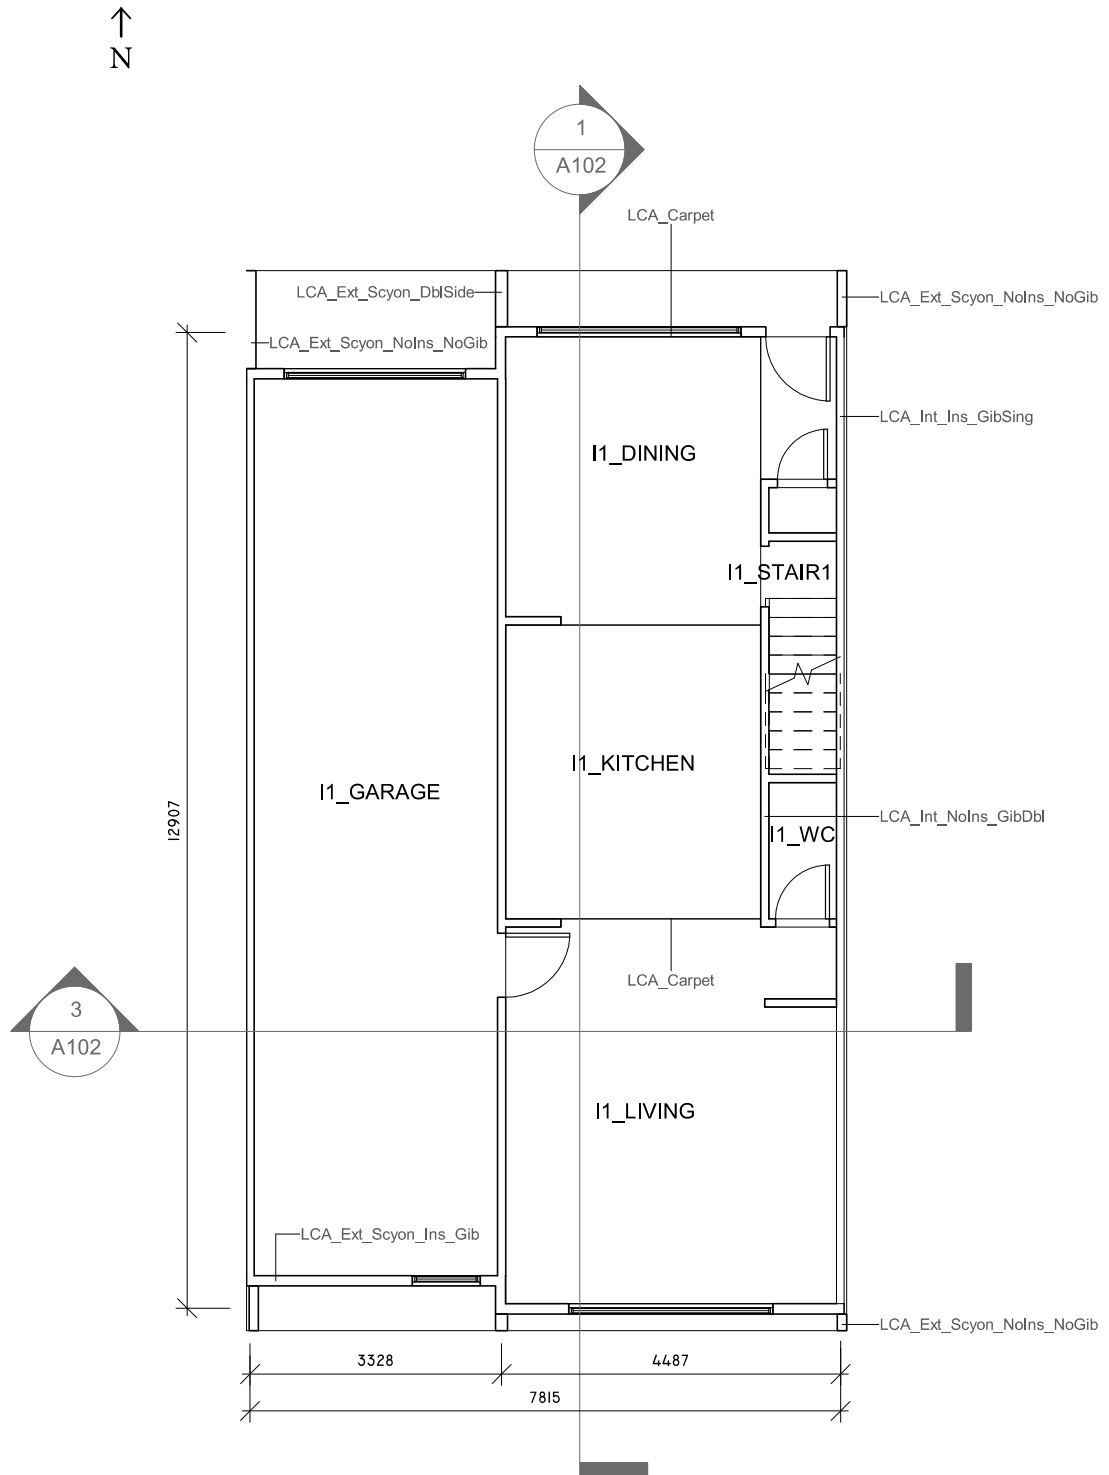 N
1
A102
LCA_Carpet
LCA_Ext_Scyon_DblSide
LCA_Ext_Scyon_NoIns_NoGib
LCA_Ext_Scyon_NoIns_NoGib
LCA_Int_Ins_GibSing
I1_DINING
I1_STAIR1
I1_KITCHEN
I1_GARAGE
12907
LCA_Int_NoIns_GibDbl
I1_WC
LCA_Carpet
3
A102
I1_LIVING
LCA_Ext_Scyon_Ins_Gib
LCA_Ext_Scyon_NoIns_NoGib
3328
4487
7815